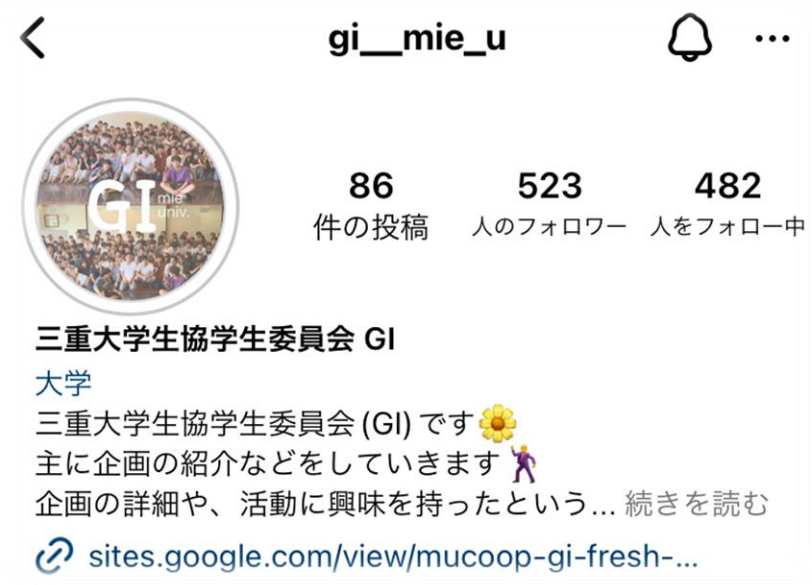 gi__mie_u
GI
mie
univ.
86
件の投稿
523
人のフォロワー
482
人をフォロー中
三重大学生協学生委員会 GI
大学
三重大学生協学生委員会 (GI) です🌼
主に企画の紹介などをしていきます🕺
企画の詳細や、活動に興味を持ったという... 続きを読む
sites.google.com/view/mucoop-gi-fresh-...